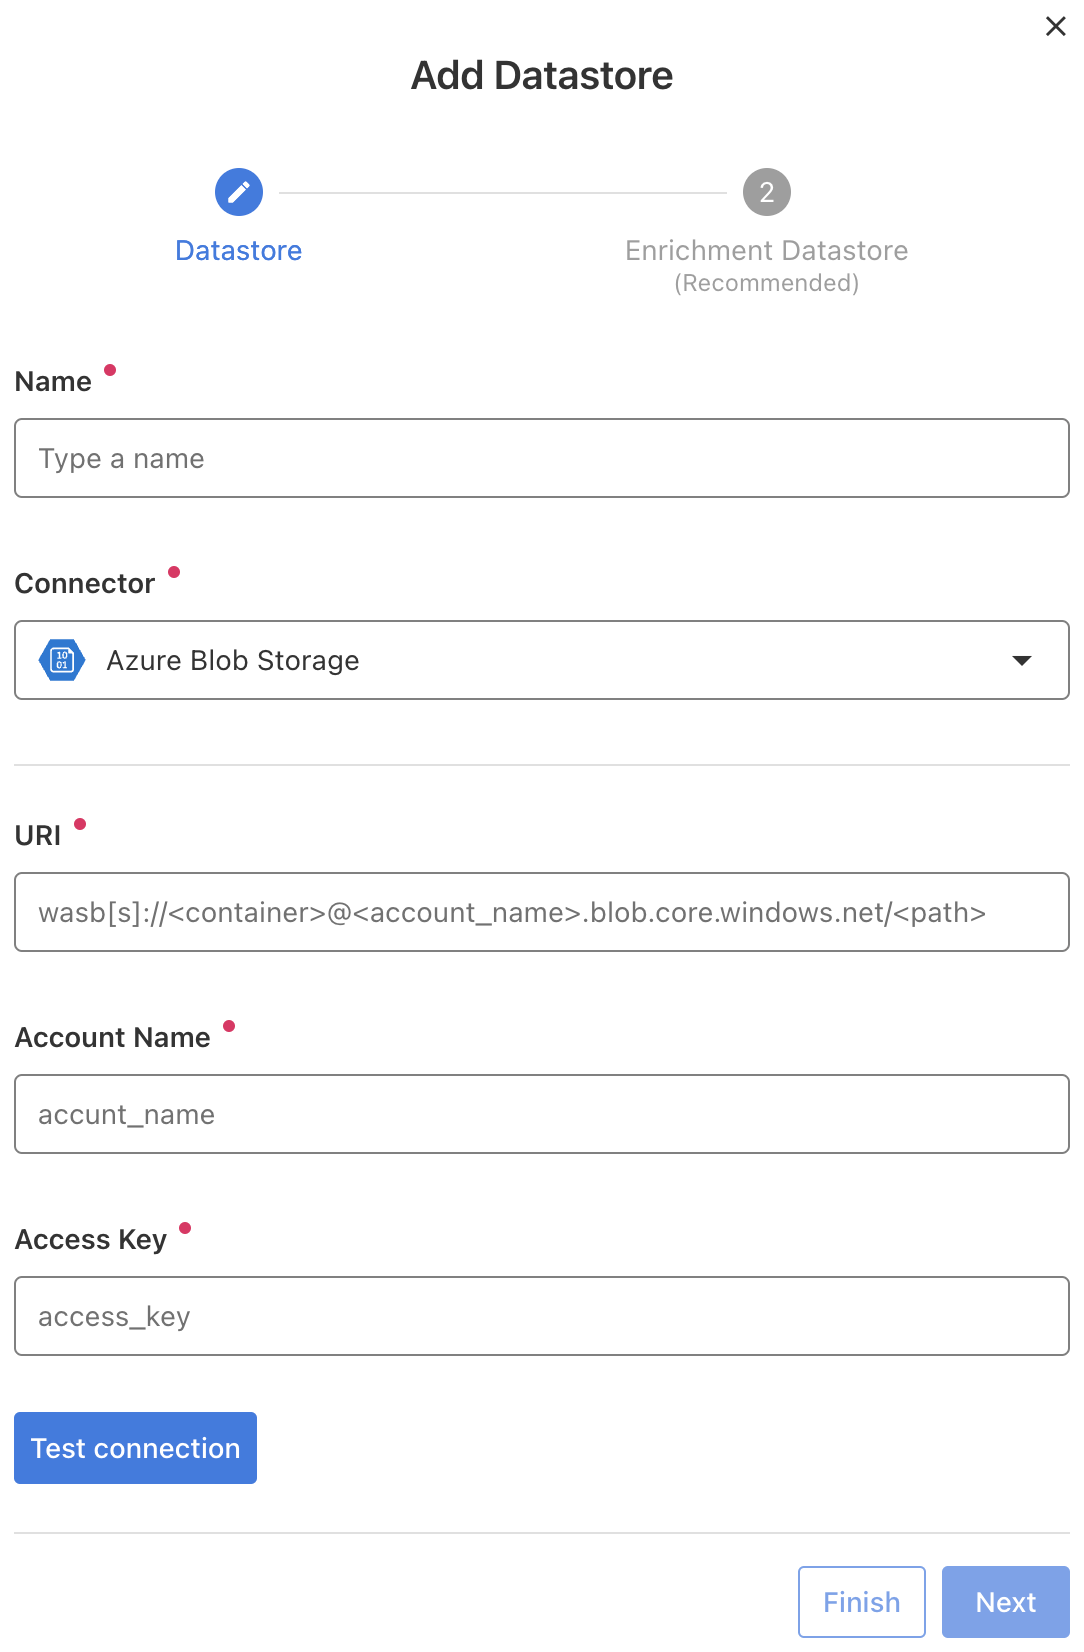 Add Datastore
2
Datastore
Enrichment Datastore
(Recommended)
Name
Type a name
Connector
10
01
Azure Blob Storage
URI
wasb[s]://<container>@<account_name>.blob.core.windows.net/<path>
Account Name
accunt_name
Access Key
access_key
Test connection
Finish
Next